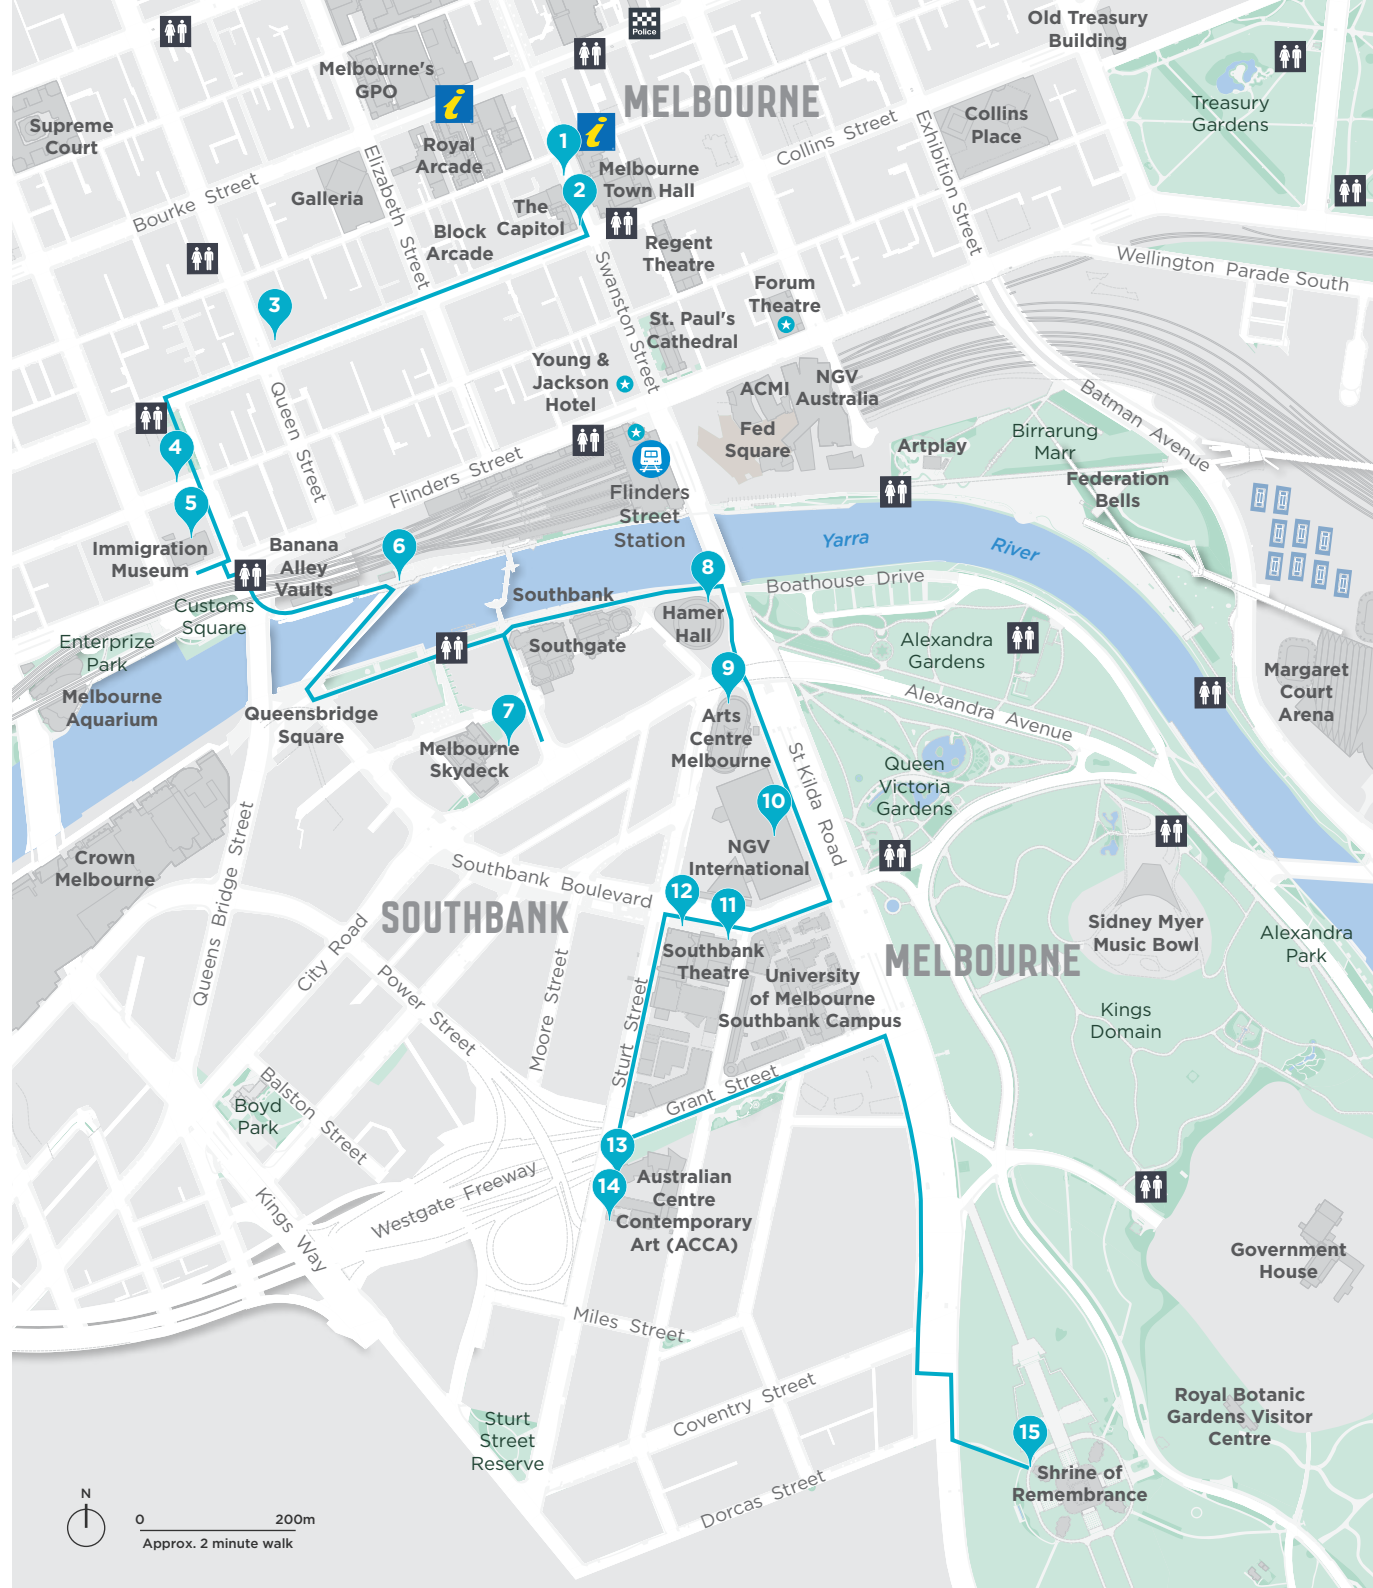 Old Treasury
Building
Police
Melbourne's
GPO
MELBOURNE
Treasury
Gardens
Supreme
Court
Royal
Arcade
Collins
Place
Collins Street
Exhibition Street
1
i
i
Melbourne
Town Hall
2
Elizabeth Street
Bourke Street
Galleria
The
Capitol
Block
Arcade
Regent
Theatre
Swanston Street
Forum
Theatre
Wellington Parade South
3
St. Paul's
Cathedral
Young &
Jackson
Hotel
ACMI
NGV
Australia
Fed
Square
Queen Street
Batman Avenue
Birrarung
Marr
Artplay
Federation
Bells
4
5
Flinders Street
Flinders
Street
Station
Yarra River
Immigration
Museum
Banana
Alley
Vaults
6
8
Boathouse Drive
Southbank
Customs
Square
Hamer
Hall
Southgate
Enterprize
Park
Alexandra
Gardens
Melbourne
Aquarium
9
Margaret
Court
Arena
Alexandra Avenue
Queensbridge
Square
7
Melbourne
Skydeck
Arts
Centre
Melbourne
St Kilda Road
Queen
Victoria
Gardens
10
NGV
International
Crown
Melbourne
Queens Bridge Street
Southbank Boulevard
12
11
SOUTHBANK
City Road
Southbank
Theatre
Sidney Myer
Music Bowl
Alexandra
Park
MELBOURNE
Power Street
Moore Street
Sturt Street
University
of Melbourne
Southbank Campus
Kings
Domain
Grant Street
Balston Street
Boyd
Park
13
14
Australian
Centre
Contemporary
Art (ACCA)
Westgate Freeway
Kings Way
Government
House
Miles Street
Coventry Street
Royal Botanic
Gardens Visitor
Centre
Sturt
Street
Reserve
15
Shrine of
Remembrance
Dorcas Street
N
0 200m
Approx. 2 minute walk